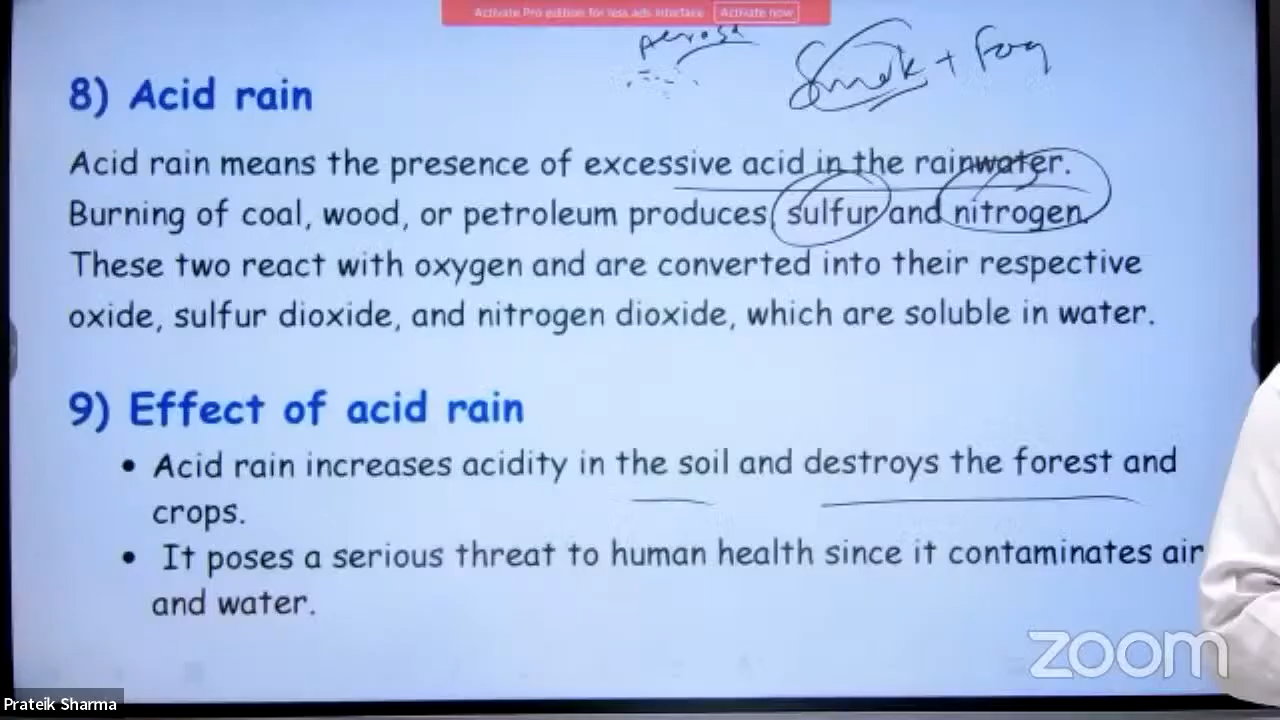 Activate Pro edition for less ads interface Activate now
Smok + Fog
8) Acid rain
Acid rain means the presence of excessive acid in the rainwater.
Burning of coal, wood, or petroleum produces sulfur and nitrogen.
These two react with oxygen and are converted into their respective
oxide, sulfur dioxide, and nitrogen dioxide, which are soluble in water.
9) Effect of acid rain
• Acid rain increases acidity in the soil and destroys the forest and
crops.
• It poses a serious threat to human health since it contaminates air
and water.
zoom
Prateik Sharma